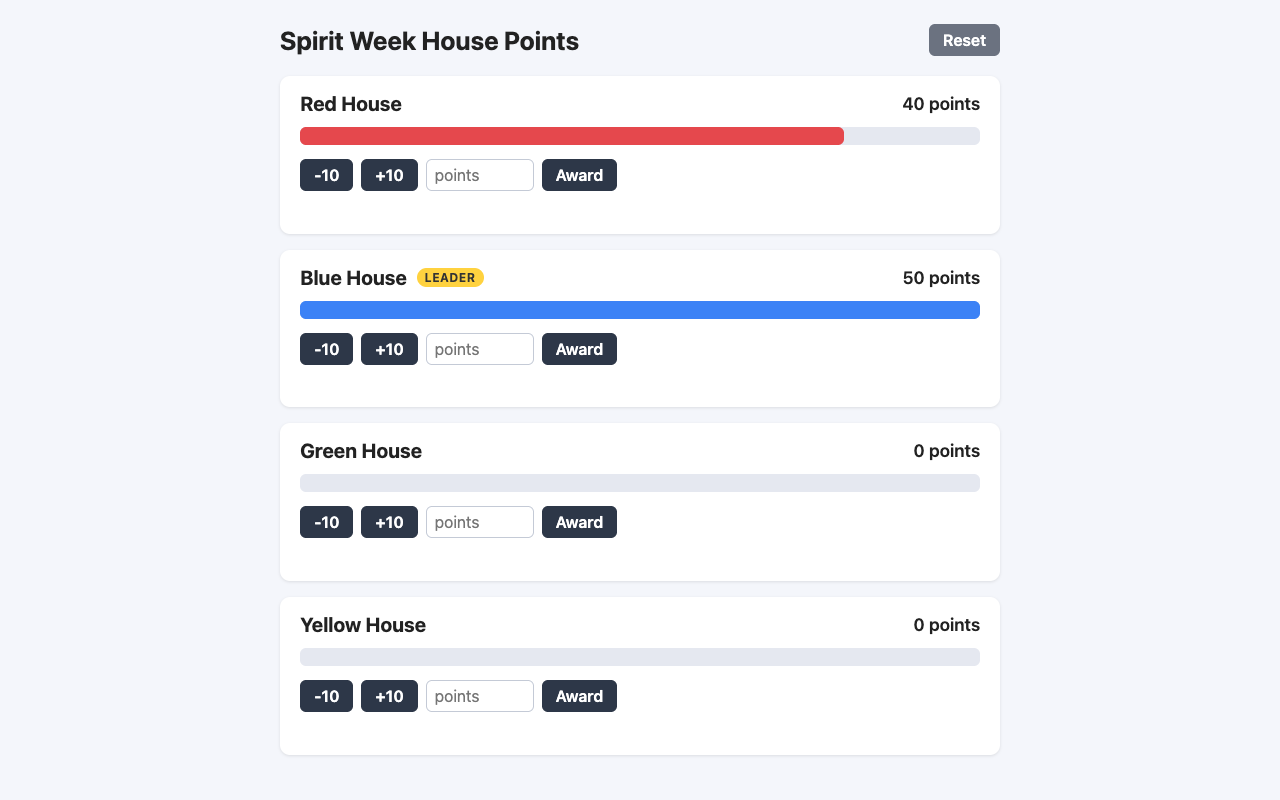 Spirit Week House Points Reset
Red House 40 points
-10 +10 points Award
Blue House LEADER 50 points
-10 +10 points Award
Green House 0 points
-10 +10 points Award
Yellow House 0 points
-10 +10 points Award